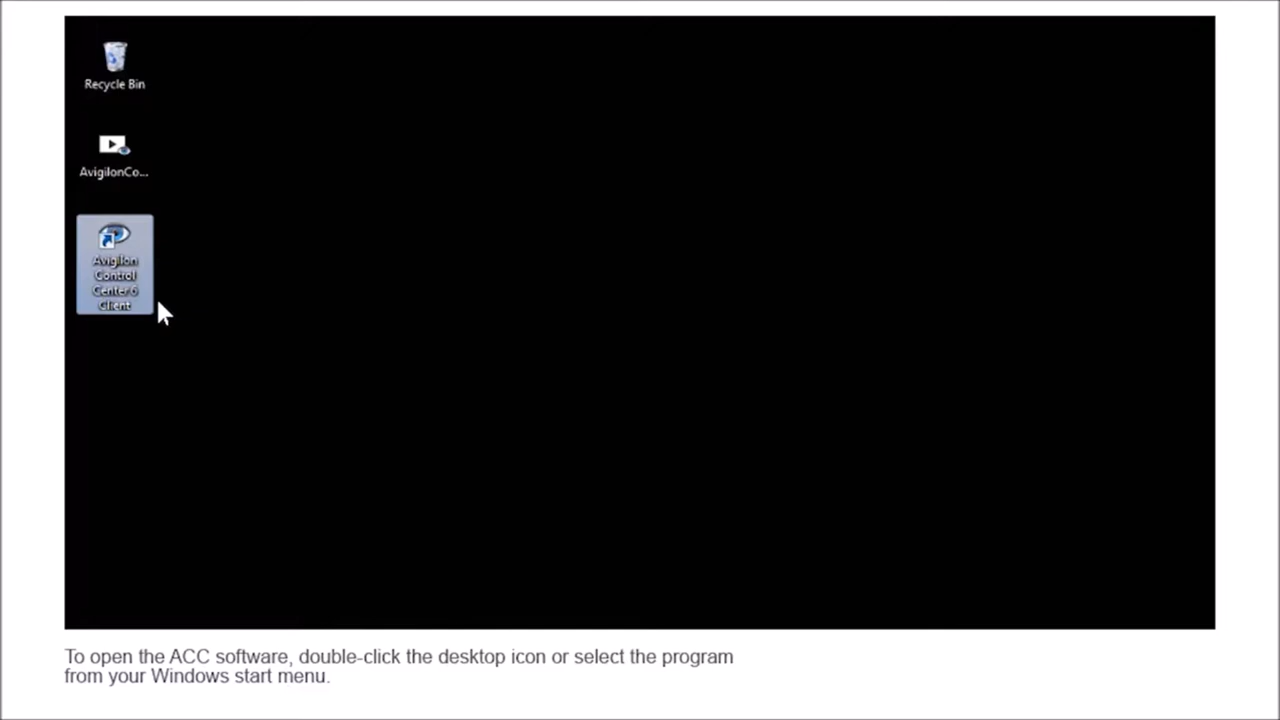 Recycle Bin
AvigilonCo...
Avigilon
Control
Center 6
Client
To open the ACC software, double-click the desktop icon or select the program
from your Windows start menu.